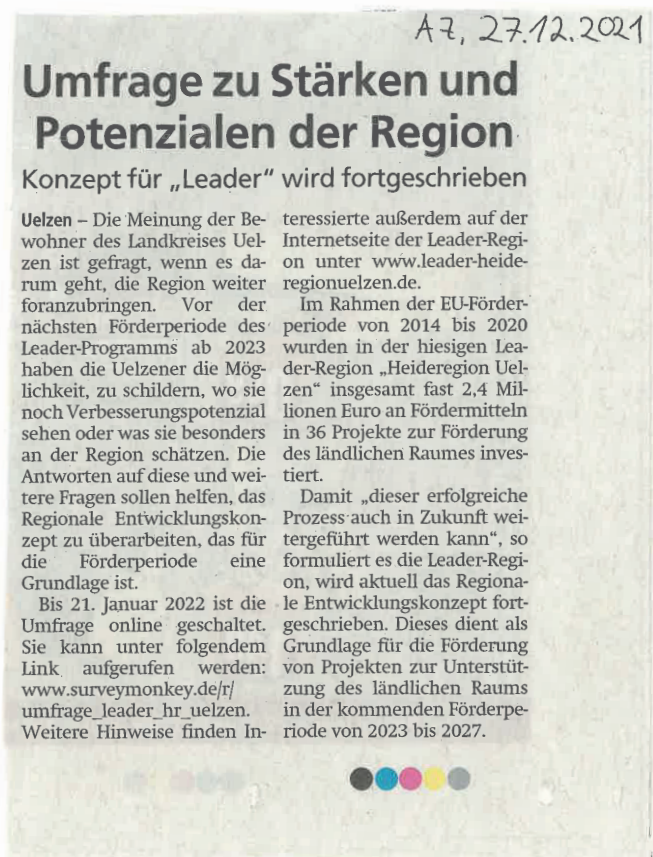 AZ, 27.12.2021
Umfrage zu Stärken und
Potenzialen der Region
Konzept für „Leader“ wird fortgeschrieben
Uelzen – Die Meinung der Be-
wohner des Landkreises Uel-
zen ist gefragt, wenn es da-
rum geht, die Region weiter
foranzubringen. Vor der
nächsten Förderperiode des
Leader-Programms ab 2023
haben die Uelzener die Mög-
lichkeit, zu schildern, wo sie
noch Verbesserungspotenzial
sehen oder was sie besonders
an der Region schätzen. Die
Antworten auf diese und wei-
tere Fragen sollen helfen, das
Regionale Entwicklungskon-
zept zu überarbeiten, das für
die Förderperiode eine
Grundlage ist.
Bis 21. Januar 2022 ist die
Umfrage online geschaltet.
Sie kann unter folgendem
Link aufgerufen werden:
www.surveymonkey.de/r/
umfrage_leader_hr_uelzen.
Weitere Hinweise finden In-
teressierte außerdem auf der
Internetseite der Leader-Regi-
on unter www.leader-heide-
regionuelzen.de.
Im Rahmen der EU-Förder-
periode von 2014 bis 2020
wurden in der hiesigen Lea-
der-Region „Heideregion Uel-
zen“ insgesamt fast 2,4 Mil-
lionen Euro an Fördermitteln
in 36 Projekte zur Förderung
des ländlichen Raumes inves-
tiert.
Damit „dieser erfolgreiche
Prozess auch in Zukunft wei-
tergeführt werden kann“, so
formuliert es die Leader-Regi-
on, wird aktuell das Regiona-
le Entwicklungskonzept fort-
geschrieben. Dieses dient als
Grundlage für die Förderung
von Projekten zur Unterstüt-
zung des ländlichen Raums
in der kommenden Förderpe-
riode von 2023 bis 2027.